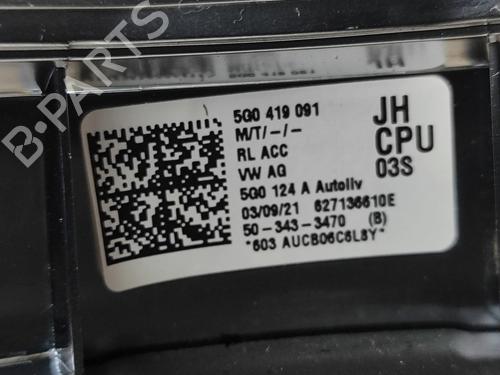 B-PARTS
5G0 419 091
M/T/-/-
RL ACC
VW AG
5G0 124 A Autoliv
03/09/21 627136610E
50-343-3470 (B)
*603 AUCB06C6L8Y*
JH
CPU
03S